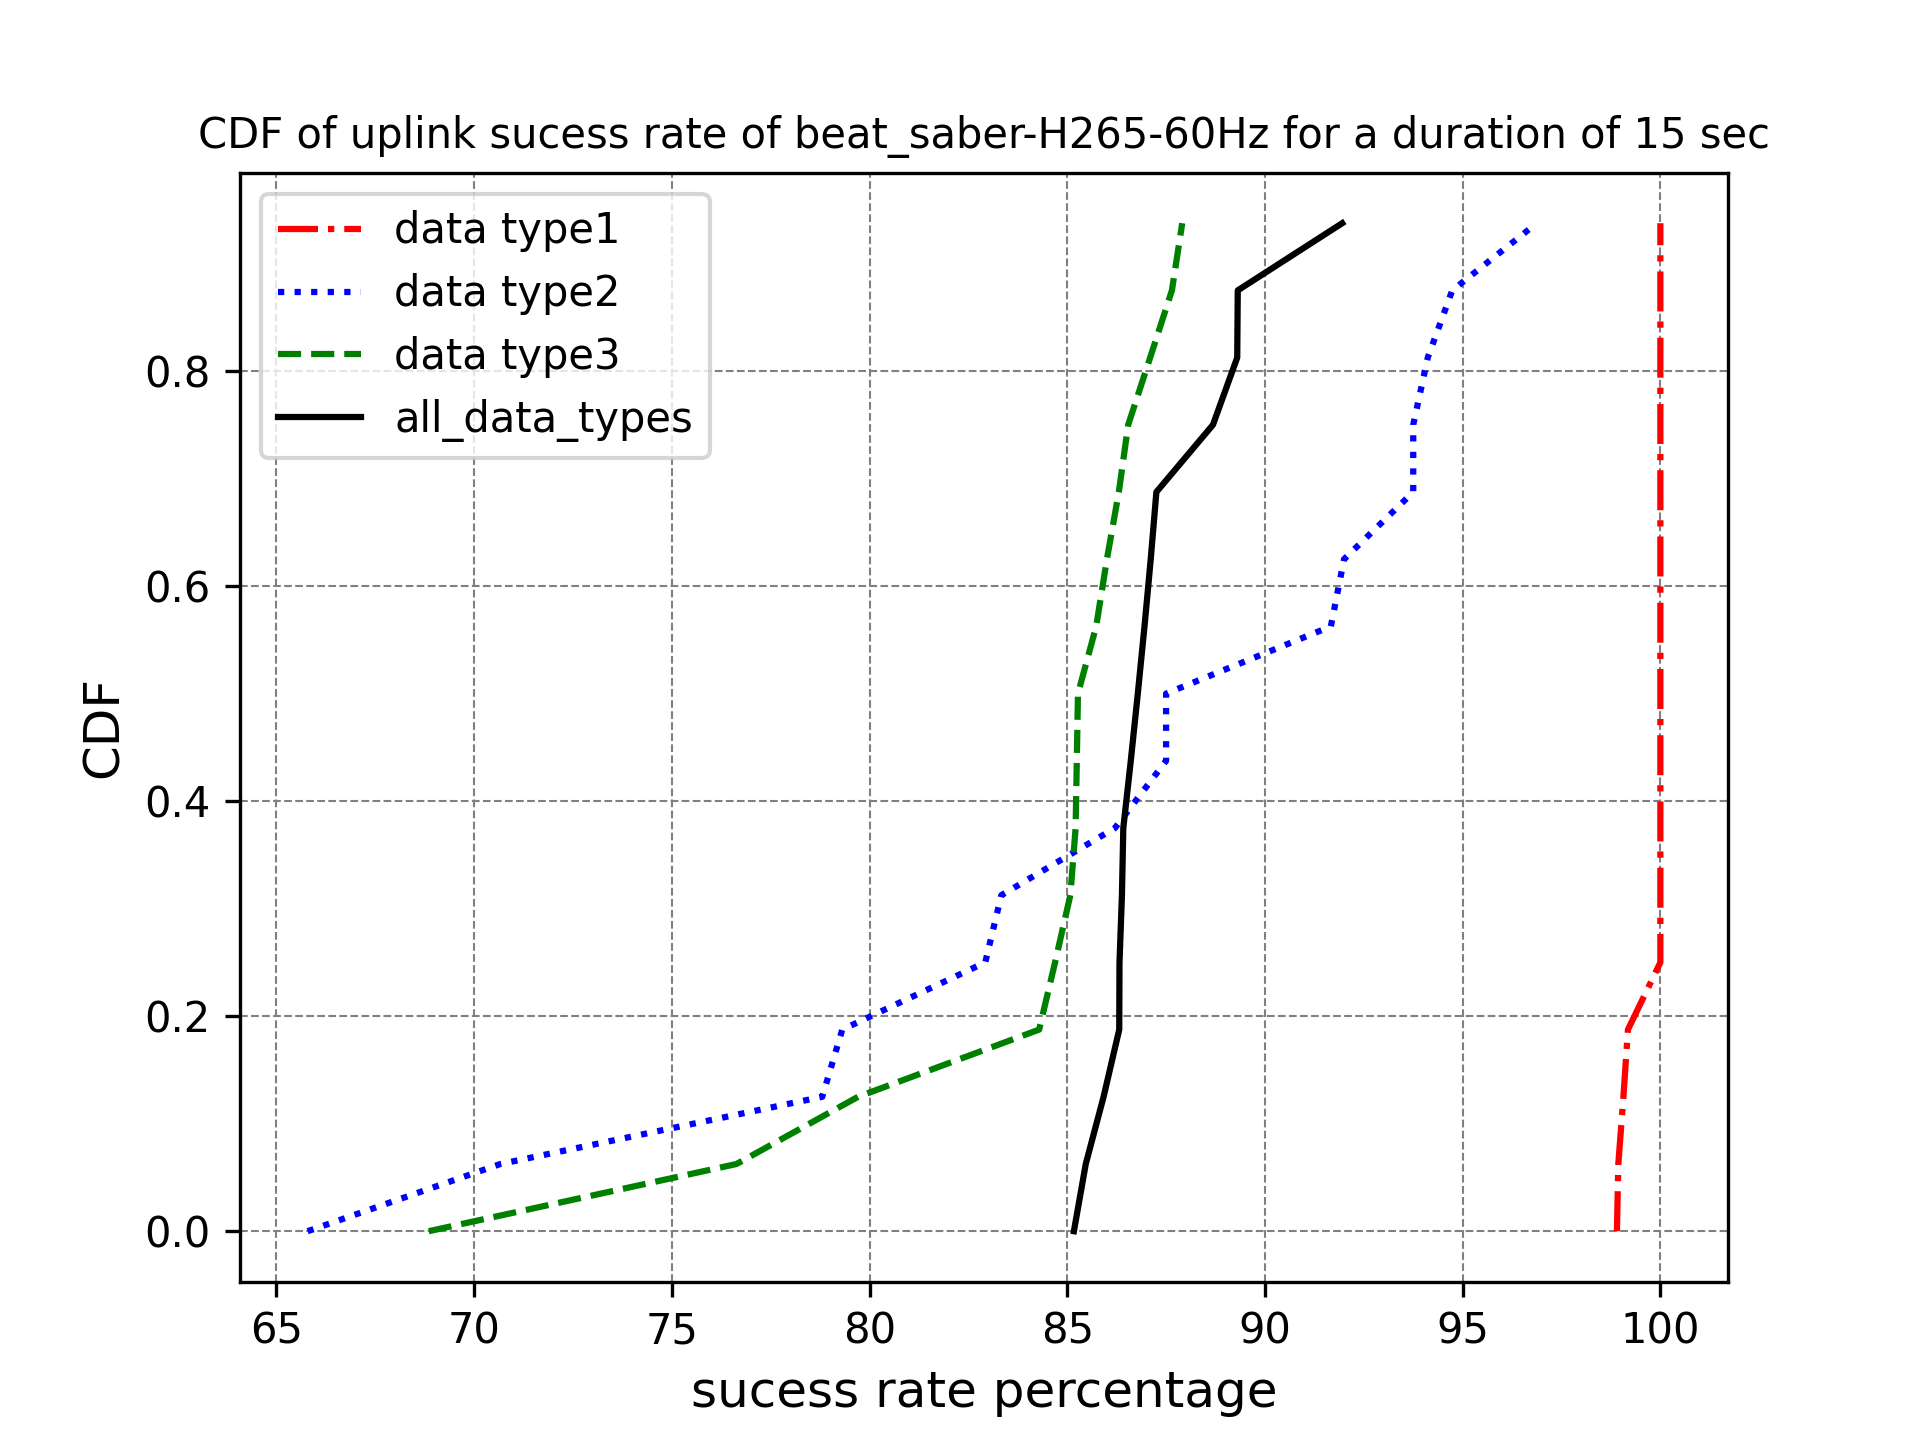 CDF of uplink sucess rate of beat_saber-H265-60Hz for a duration of 15 sec
data type1
data type2
data type3
all_data_types
CDF
0.8
0.6
0.4
0.2
0.0
65 70 75 80 85 90 95 100
sucess rate percentage